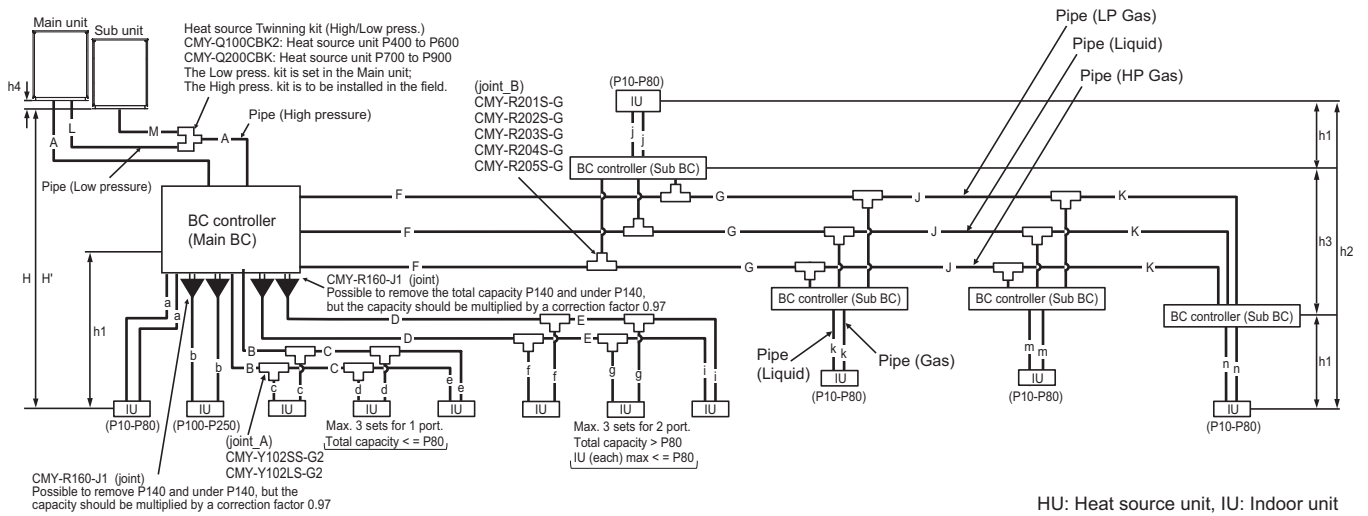 Main unit
Sub unit
Heat source Twinning kit (High/Low press.)
CMY-Q100CBK2: Heat source unit P400 to P600
CMY-Q200CBK: Heat source unit P700 to P900
The Low press. kit is set in the Main unit;
The High press. kit is to be installed in the field.
h4
A
L
M
A
Pipe (High pressure)
Pipe (Low pressure)
BC controller
(Main BC)
H
H'
h1
(joint_B)
CMY-R201S-G
CMY-R202S-G
CMY-R203S-G
CMY-R204S-G
CMY-R205S-G
(P10-P80)
IU
j
j
BC controller (Sub BC)
Pipe (LP Gas)
Pipe (Liquid)
Pipe (HP Gas)
h1
h3
h2
h1
F
G
J
K
F
G
J
K
F
G
J
K
CMY-R160-J1 (joint)
Possible to remove the total capacity P140 and under P140,
but the capacity should be multiplied by a correction factor 0.97
BC controller (Sub BC)
BC controller (Sub BC)
BC controller (Sub BC)
a
a
b
b
B
C
B
C
c
c
d
d
e
e
D
E
D
E
f
f
g
g
i
i
Pipe
(Liquid)
k
k
Pipe (Gas)
m
m
n
n
IU
(P10-P80)
IU
(P100-P250)
IU
IU
IU
IU
IU
IU
IU
(P10-P80)
IU
(P10-P80)
IU
(P10-P80)
(joint_A)
CMY-Y102SS-G2
CMY-Y102LS-G2
Max. 3 sets for 1 port.
Total capacity < = P80
Max. 3 sets for 2 port.
Total capacity > P80
IU (each) max < = P80
CMY-R160-J1 (joint)
Possible to remove P140 and under P140, but the
capacity should be multiplied by a correction factor 0.97
HU: Heat source unit, IU: Indoor unit